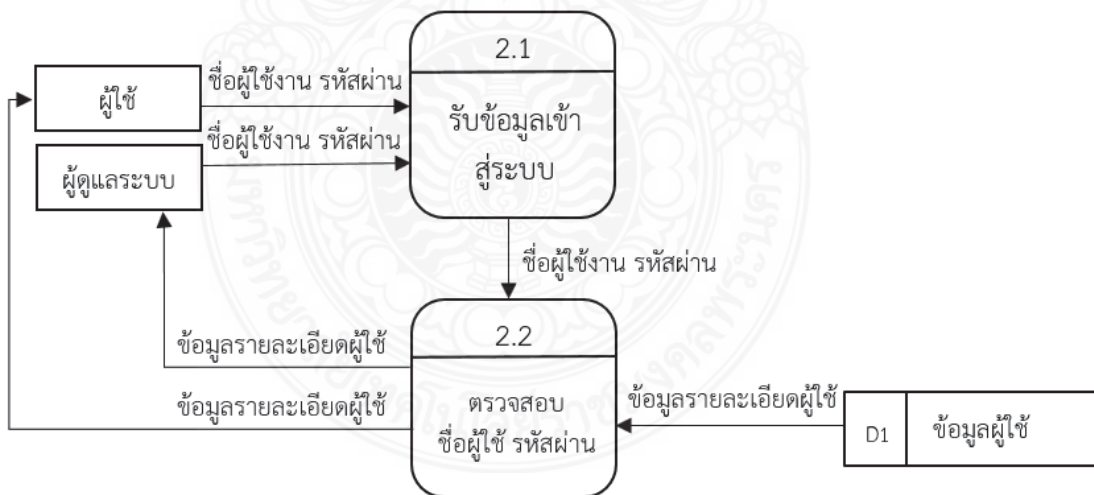 2.1
ผู้ใช้
ชื่อผู้ใช้งาน รหัสผ่าน
รับข้อมูลเข้า
สู่ระบบ
ชื่อผู้ใช้งาน รหัสผ่าน
ผู้ดูแลระบบ
ชื่อผู้ใช้งาน รหัสผ่าน
2.2
ข้อมูลรายละเอียดผู้ใช้
ข้อมูลรายละเอียดผู้ใช้
ตรวจสอบ
ชื่อผู้ใช้ รหัสผ่าน
ข้อมูลรายละเอียดผู้ใช้
D1
ข้อมูลผู้ใช้